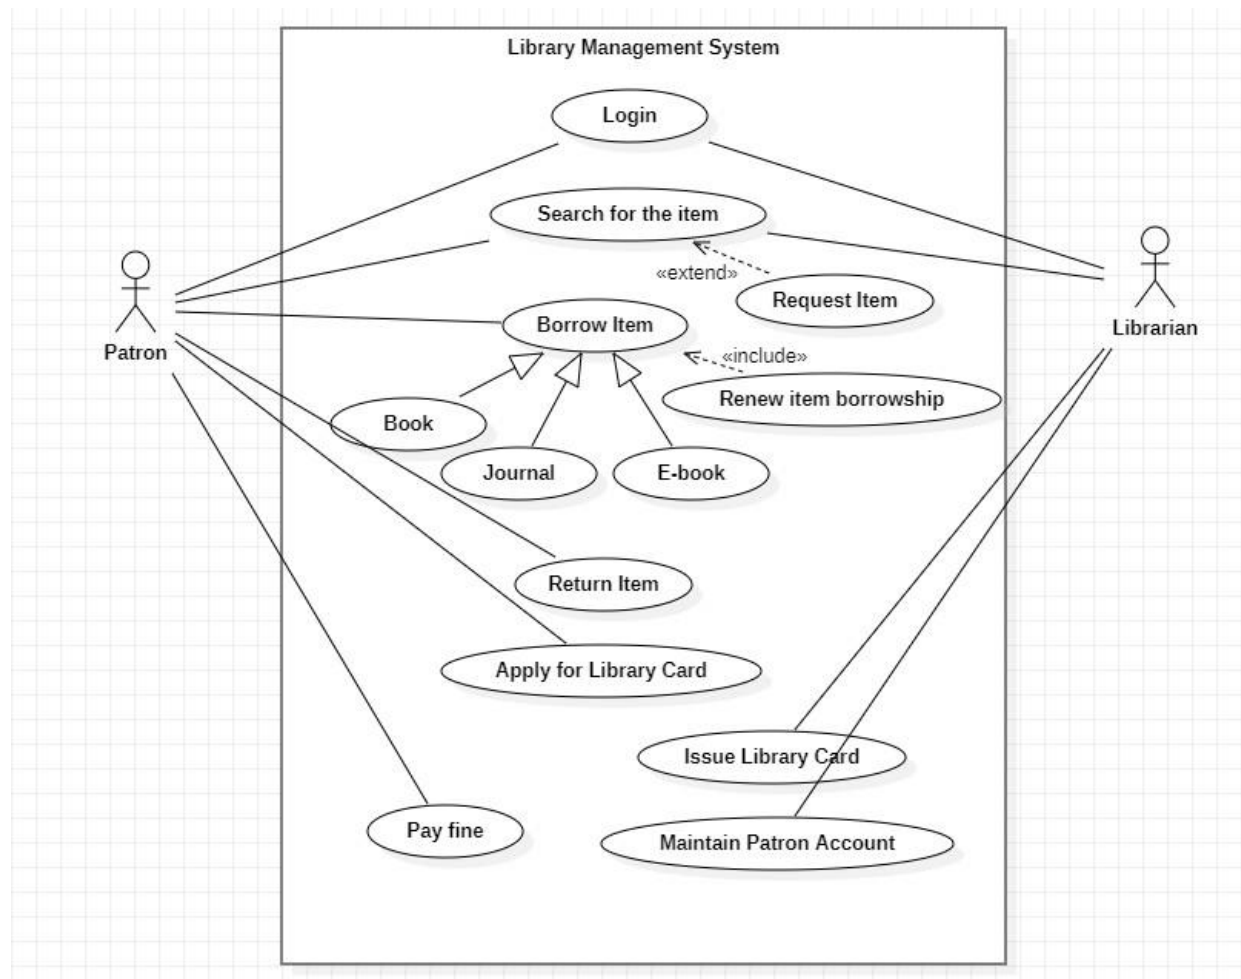 Library Management System
Login
Search for the item
«extend»
Request Item
Patron
Librarian
Borrow Item
«include»
Renew item borrowship
Book
Journal
E-book
Return Item
Apply for Library Card
Issue Library Card
Pay fine
Maintain Patron Account